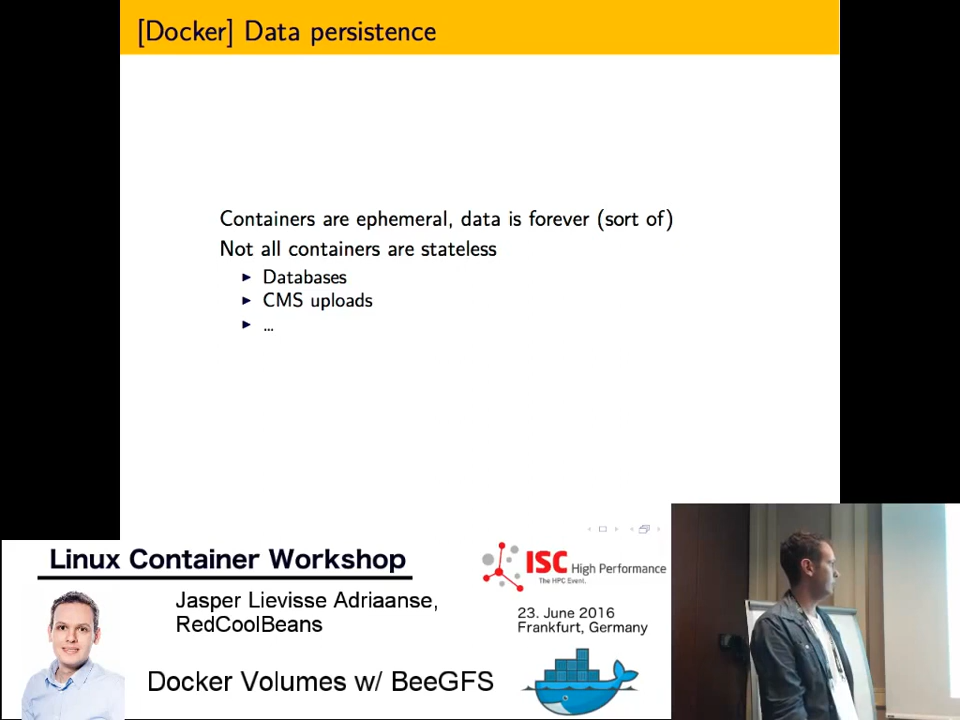 [Docker] Data persistence
Containers are ephemeral, data is forever (sort of)
Not all containers are stateless
Databases
CMS uploads
...
Linux Container Workshop
Jasper Lievisse Adriaanse,
RedCoolBeans
Docker Volumes w/ BeeGFS
ISC High Performance
The HPC Event.
23. June 2016
Frankfurt, Germany